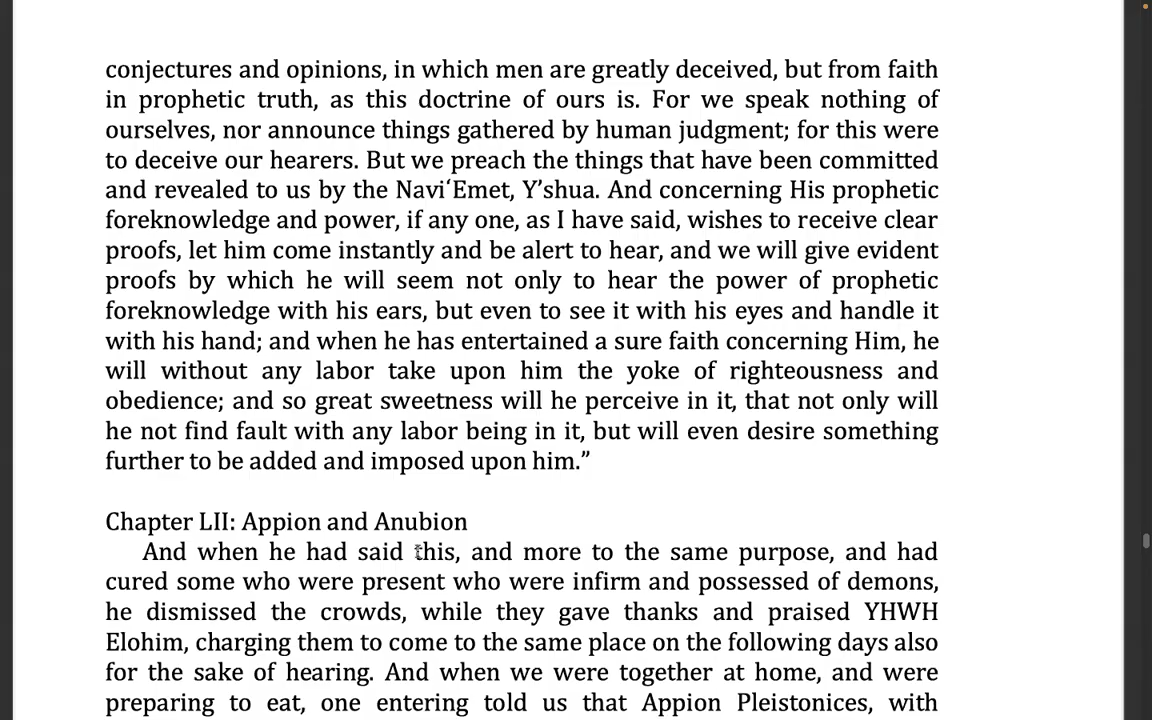 conjectures and opinions, in which men are greatly deceived, but from faith
in prophetic truth, as this doctrine of ours is. For we speak nothing of
ourselves, nor announce things gathered by human judgment; for this were
to deceive our hearers. But we preach the things that have been committed
and revealed to us by the Navi‘Emet, Y’shua. And concerning His prophetic
foreknowledge and power, if any one, as I have said, wishes to receive clear
proofs, let him come instantly and be alert to hear, and we will give evident
proofs by which he will seem not only to hear the power of prophetic
foreknowledge with his ears, but even to see it with his eyes and handle it
with his hand; and when he has entertained a sure faith concerning Him, he
will without any labor take upon him the yoke of righteousness and
obedience; and so great sweetness will he perceive in it, that not only will
he not find fault with any labor being in it, but will even desire something
further to be added and imposed upon him.”
Chapter LII: Appion and Anubion
And when he had said this, and more to the same purpose, and had
cured some who were present who were infirm and possessed of demons,
he dismissed the crowds, while they gave thanks and praised YHWH
Elohim, charging them to come to the same place on the following days also
for the sake of hearing. And when we were together at home, and were
preparing to eat, one entering told us that Appion Pleistonices, with